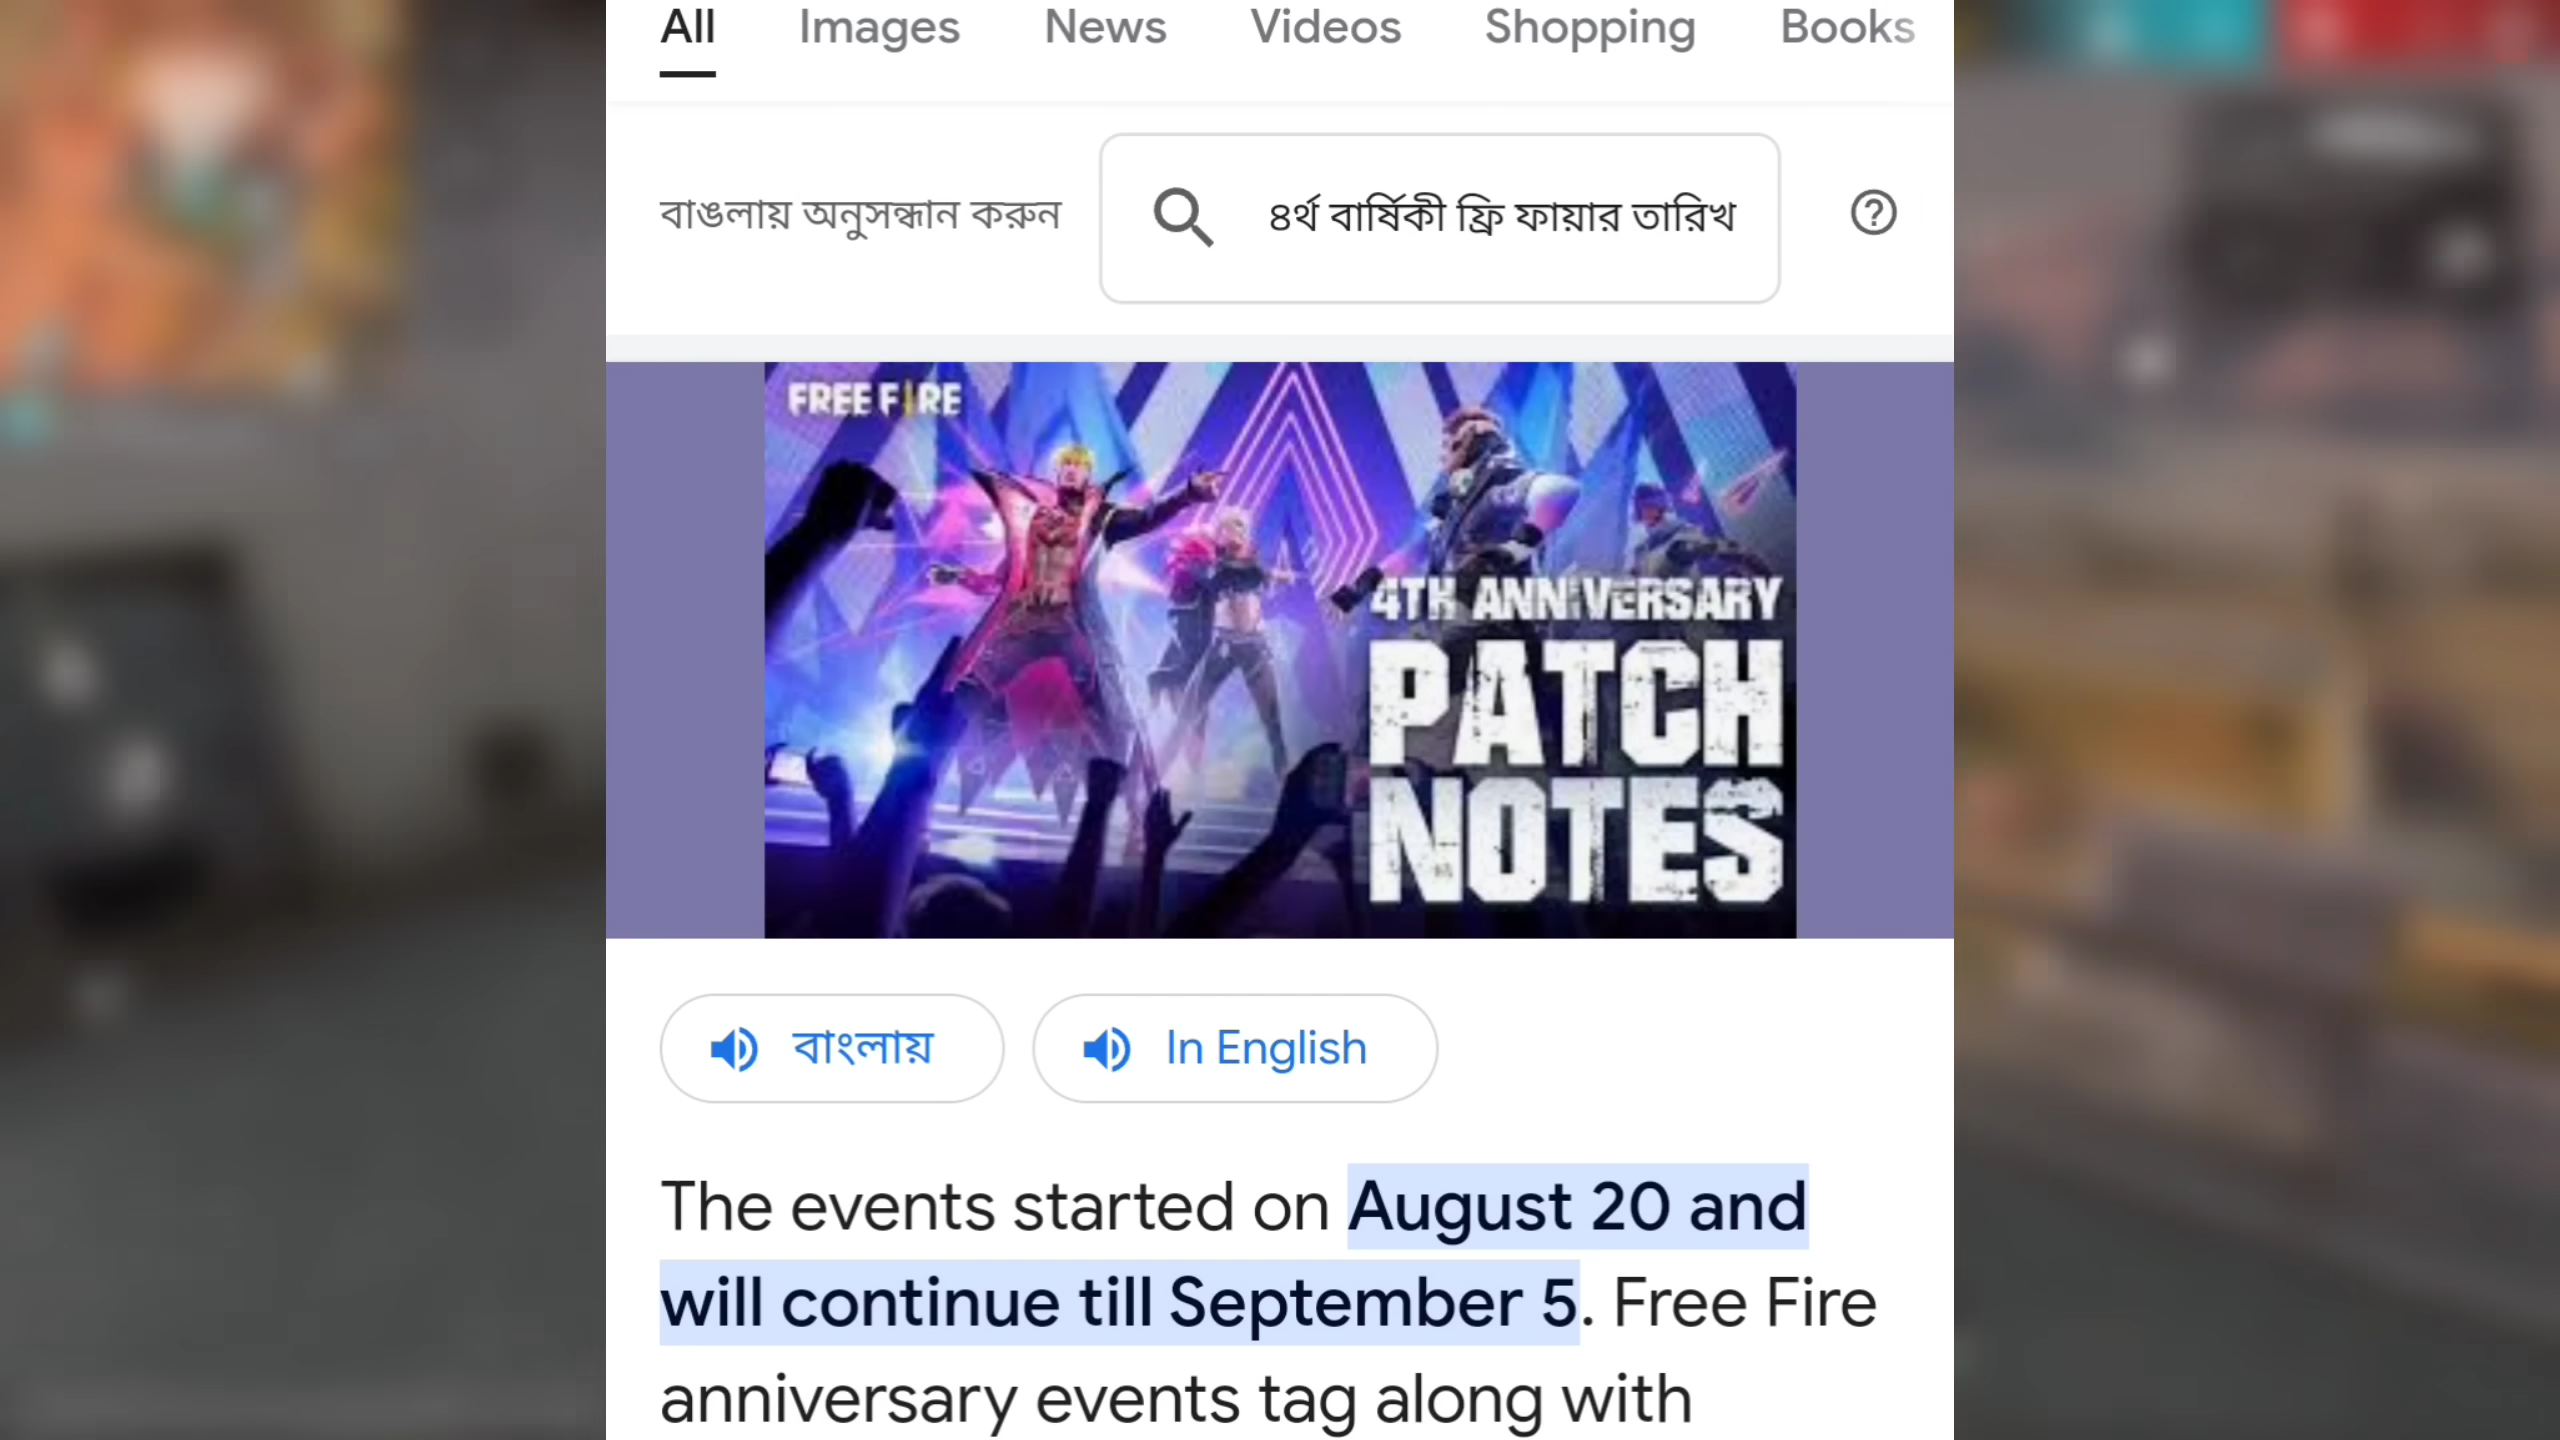 All Images News Videos Shopping Books
বাঙলায় অনুসন্ধান করুন ৪র্থ বার্ষিকী ফ্রি ফায়ার তারিখ
FREE FIRE
4TH ANNIVERSARY
PATCH
NOTES
বাংলায় In English
The events started on August 20 and
will continue till September 5. Free Fire
anniversary events tag along with